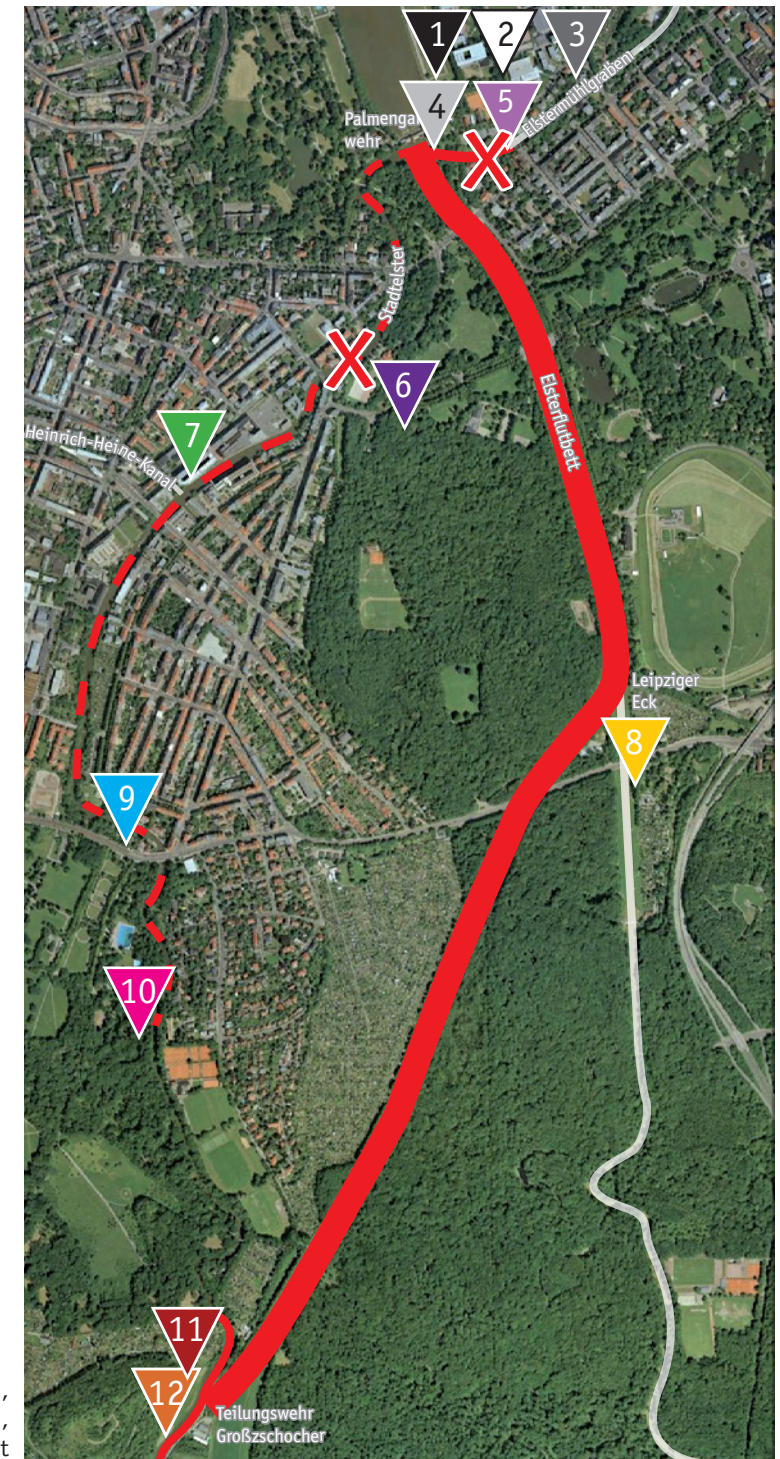 1
2
3
4
5
Elstermühlgraben
wehr
Stadtelster
6
Elsterflutbett
7
Heinrich-Heine-Kanal
Leipziger
Eck
8
9
10
11
12
Teilungswehr
Großzschocher
,
,
t